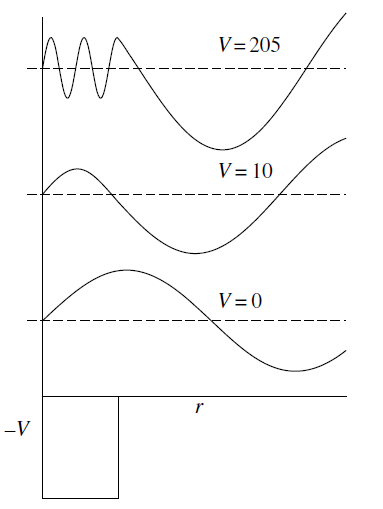 V = 205
V = 10
V = 0
r
–V